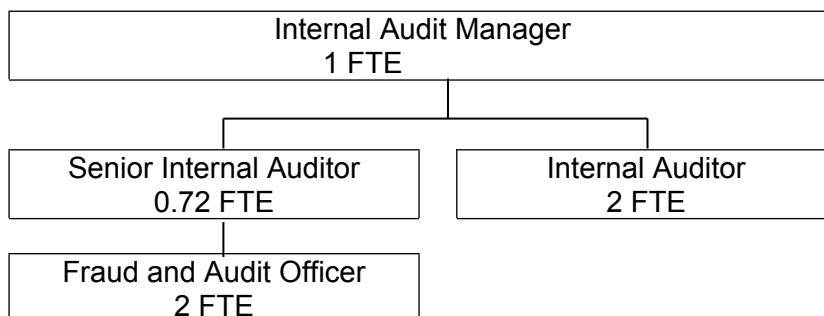 Internal Audit Manager
1 FTE
Senior Internal Auditor
0.72 FTE
Internal Auditor
2 FTE
Fraud and Audit Officer
2 FTE